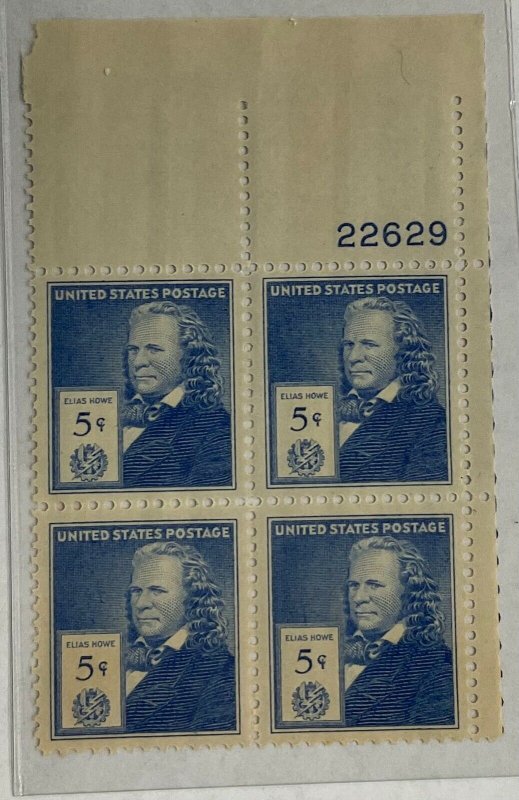 22629
UNITED STATES POSTAGE
ELIAS HOWE
5¢
UNITED STATES POSTAGE
ELIAS HOWE
5¢
UNITED STATES POSTAGE
ELIAS HOWE
5¢
UNITED STATES POSTAGE
ELIAS HOWE
5¢